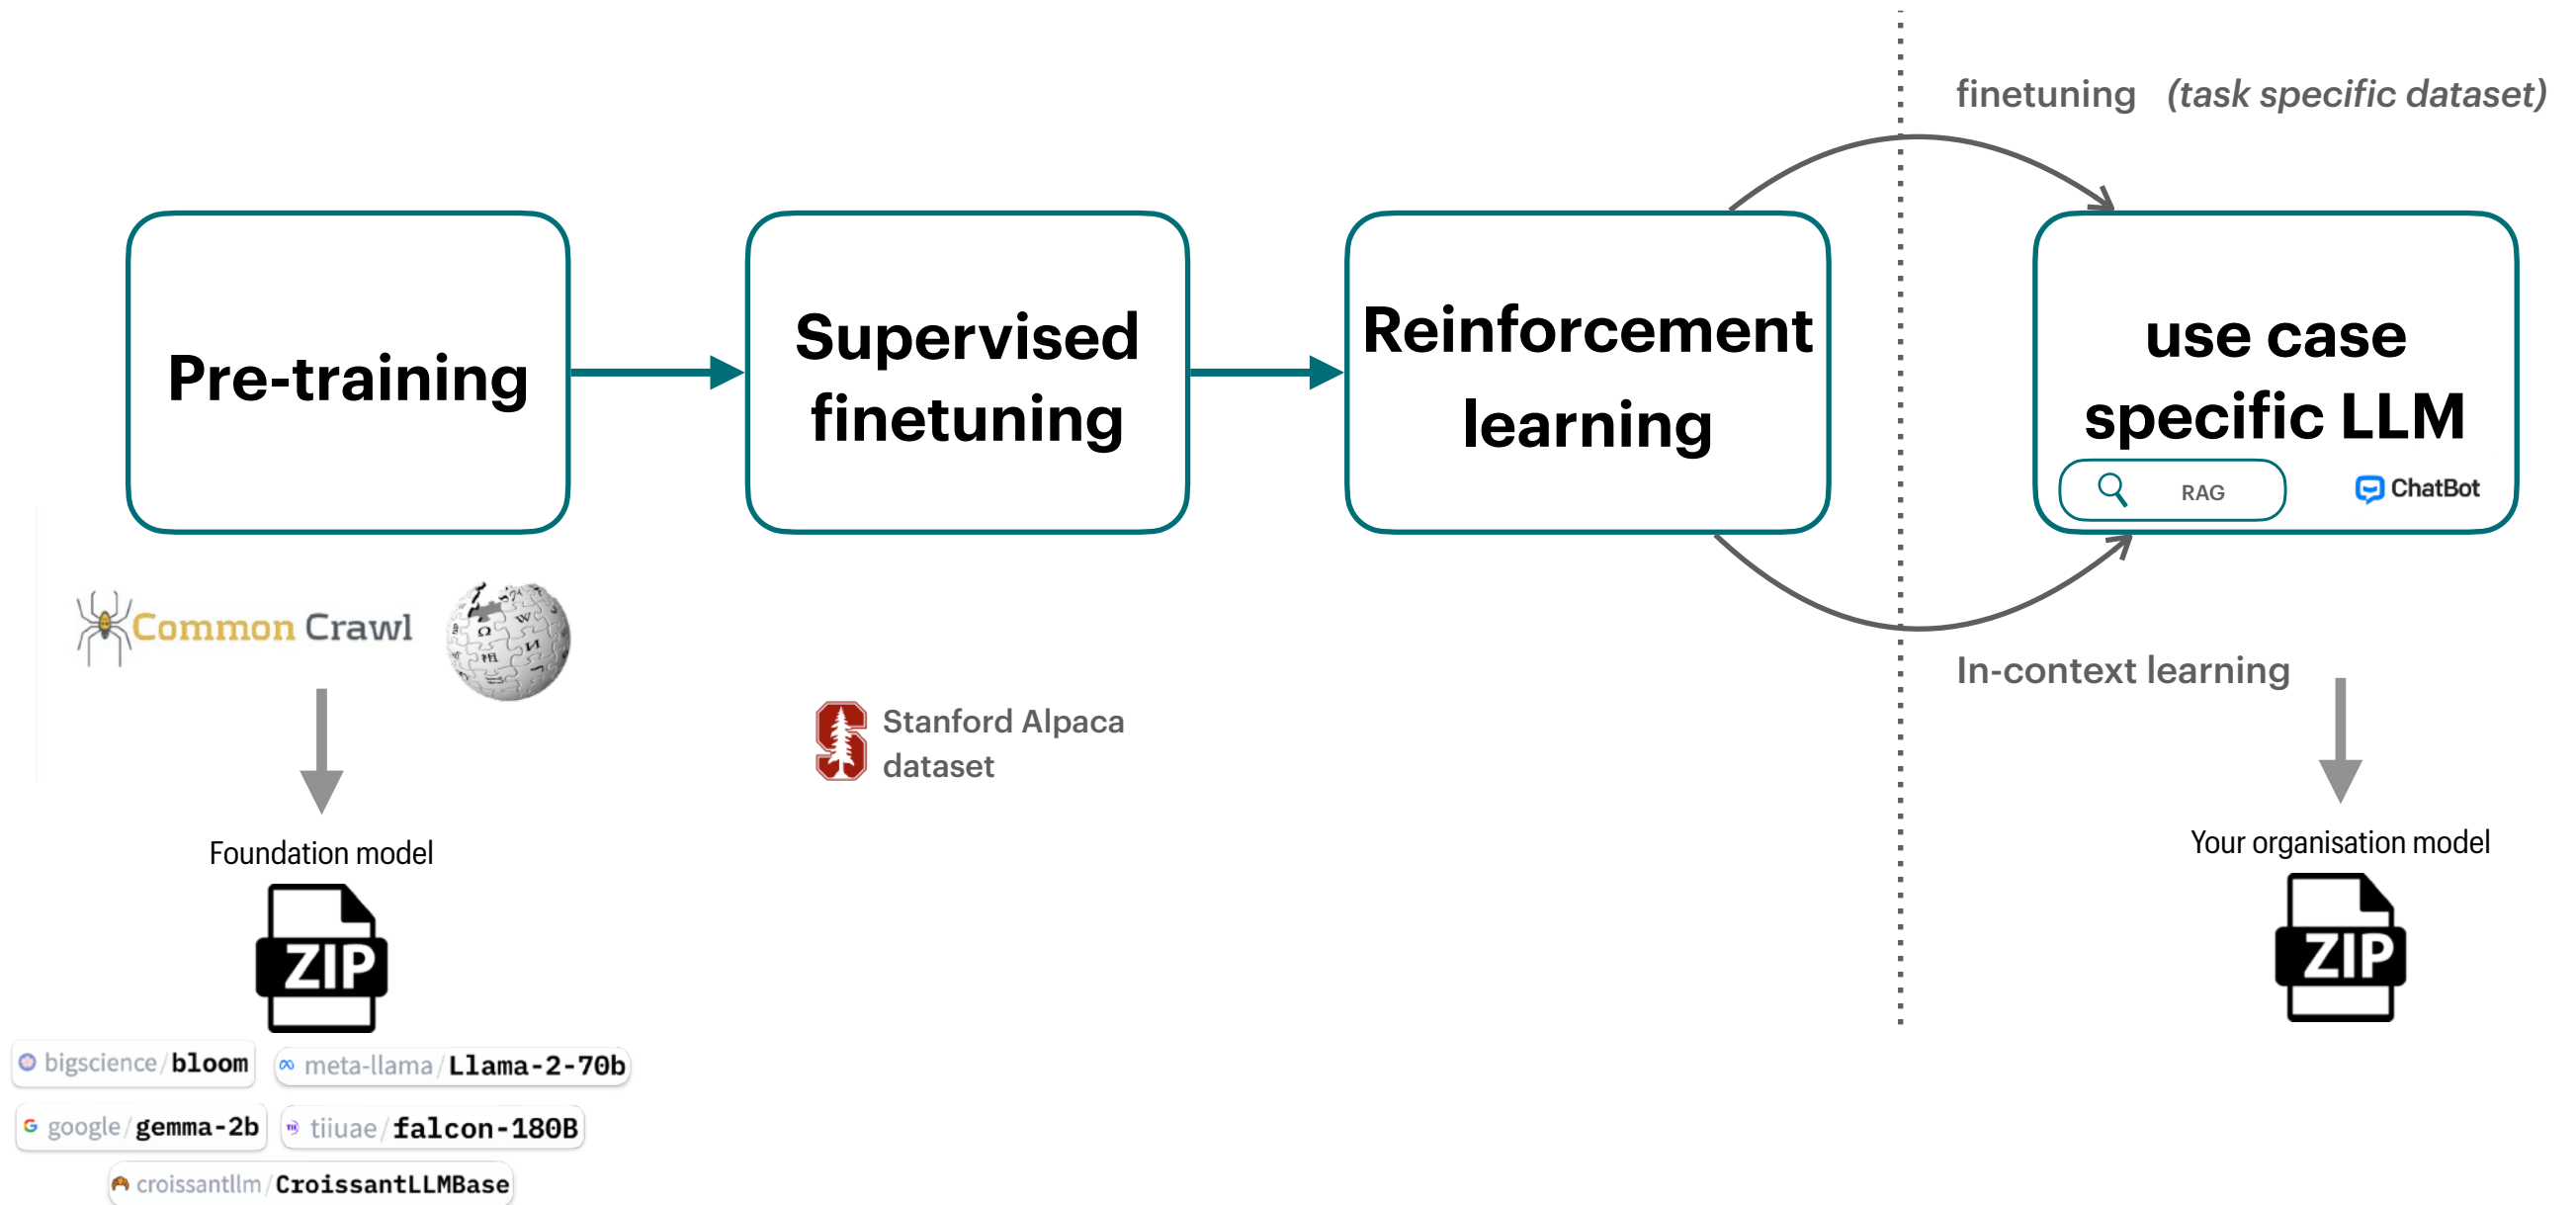 finetuning (task specific dataset)
Pre-training
Supervised
finetuning
Reinforcement
learning
use case
specific LLM
RAG
ChatBot
Common Crawl
In-context learning
Stanford Alpaca
dataset
Foundation model
ZIP
bigscience/bloom
meta-llama/Llama-2-70b
google/gemma-2b
tiiuae/falcon-180B
croissantllm/CroissantLLMBase
Your organisation model
ZIP